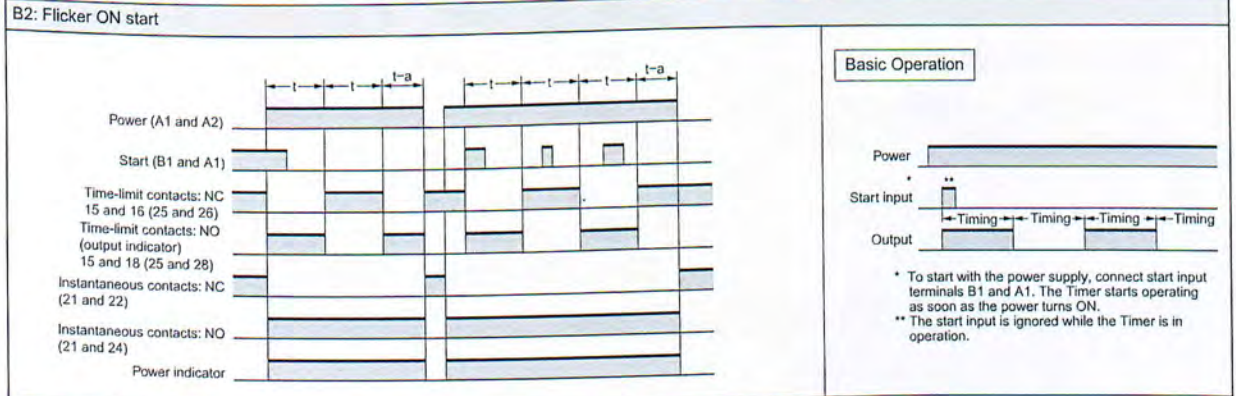 B2: Flicker ON start
t
t
t-a
t
t
t
t-a
Power (A1 and A2)
Start (B1 and A1)
Time-limit contacts: NC
15 and 16 (25 and 26)
Time-limit contacts: NO
(output indicator)
15 and 18 (25 and 28)
Instantaneous contacts: NC
(21 and 22)
Instantaneous contacts: NO
(21 and 24)
Power indicator
Basic Operation
Power
* **
Start input
Timing Timing Timing Timing
Output
* To start with the power supply, connect start input
terminals B1 and A1. The Timer starts operating
as soon as the power turns ON.
** The start input is ignored while the Timer is in
operation.